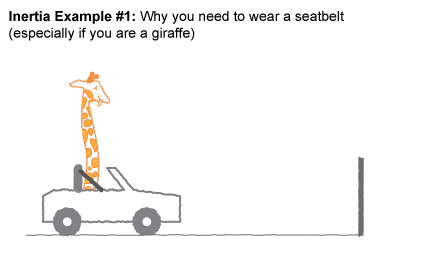 Inertia Example #1: Why you need to wear a seatbelt
(especially if you are a giraffe)